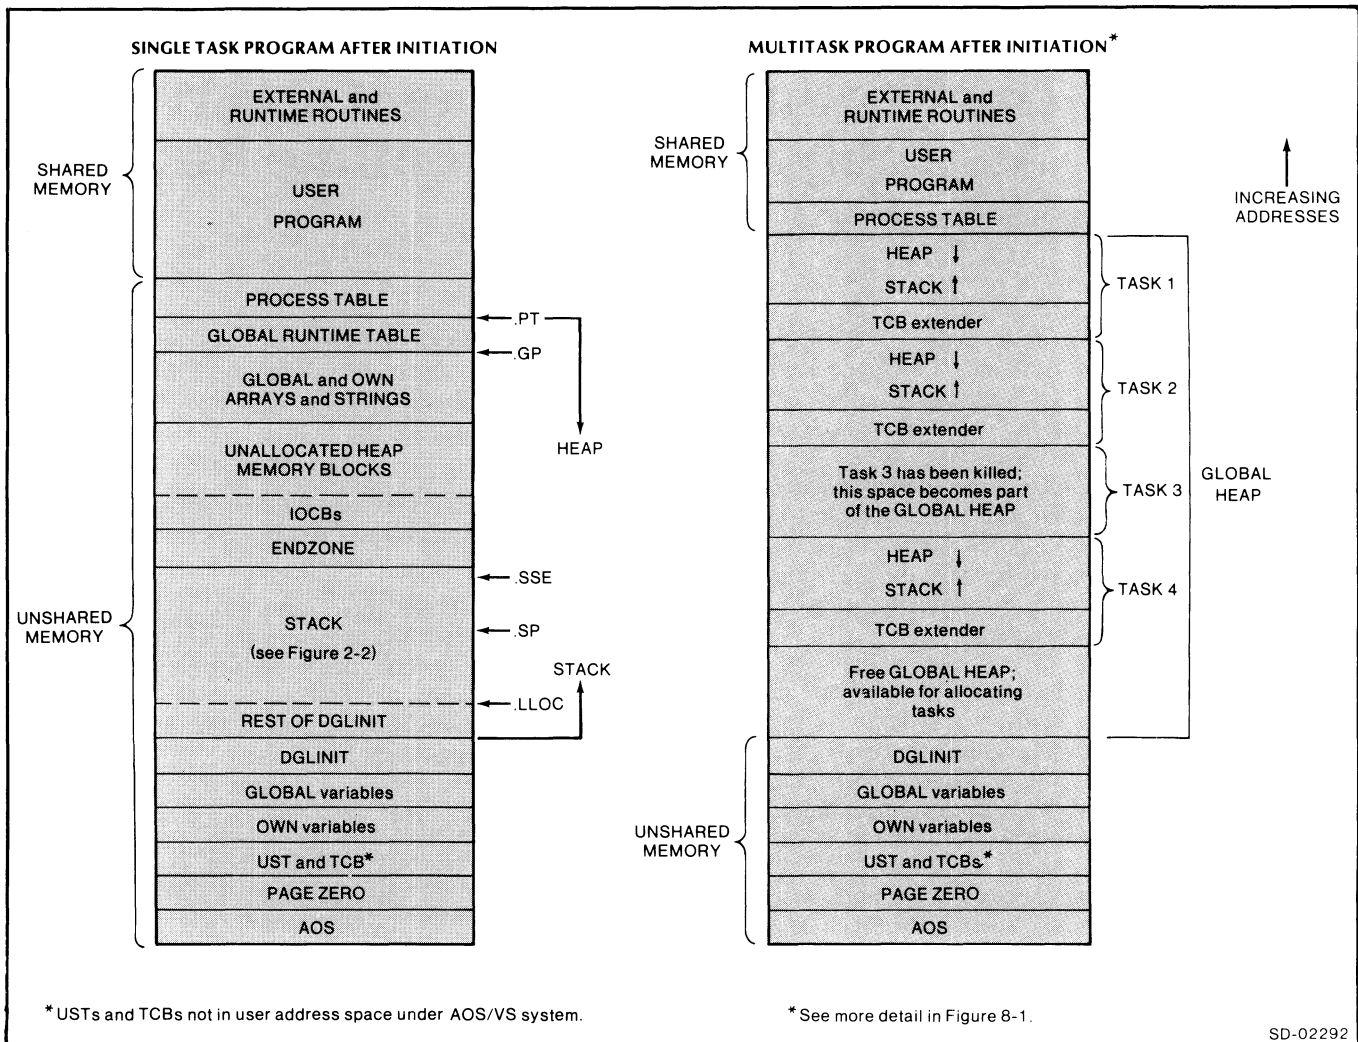 SINGLE TASK PROGRAM AFTER INITIATION
EXTERNAL and
RUNTIME ROUTINES
USER
PROGRAM
PROCESS TABLE
GLOBAL RUNTIME TABLE
GLOBAL and OWN
ARRAYS and STRINGS
UNALLOCATED HEAP
MEMORY BLOCKS
IOCBs
ENDZONE
STACK
(see Figure 2-2)
REST OF DGLINIT
DGLINIT
GLOBAL variables
OWN variables
UST and TCB*
PAGE ZERO
AOS
SHARED
MEMORY
UNSHARED
MEMORY
.PT
.GP
HEAP
.SSE
.SP
STACK
.LLOC
*USTs and TCBs not in user address space under AOS/VS system.
MULTITASK PROGRAM AFTER INITIATION*
EXTERNAL and
RUNTIME ROUTINES
USER
PROGRAM
PROCESS TABLE
HEAP ↓
STACK ↑
TCB extender
HEAP ↓
STACK ↑
TCB extender
Task 3 has been killed;
this space becomes part
of the GLOBAL HEAP
HEAP ↓
STACK ↑
TCB extender
Free GLOBAL HEAP;
available for allocating
tasks
DGLINIT
GLOBAL variables
OWN variables
UST and TCBs*
PAGE ZERO
AOS
SHARED
MEMORY
UNSHARED
MEMORY
TASK 1
TASK 2
TASK 3
TASK 4
GLOBAL
HEAP
INCREASING
ADDRESSES
*See more detail in Figure 8-1.
SD-02292